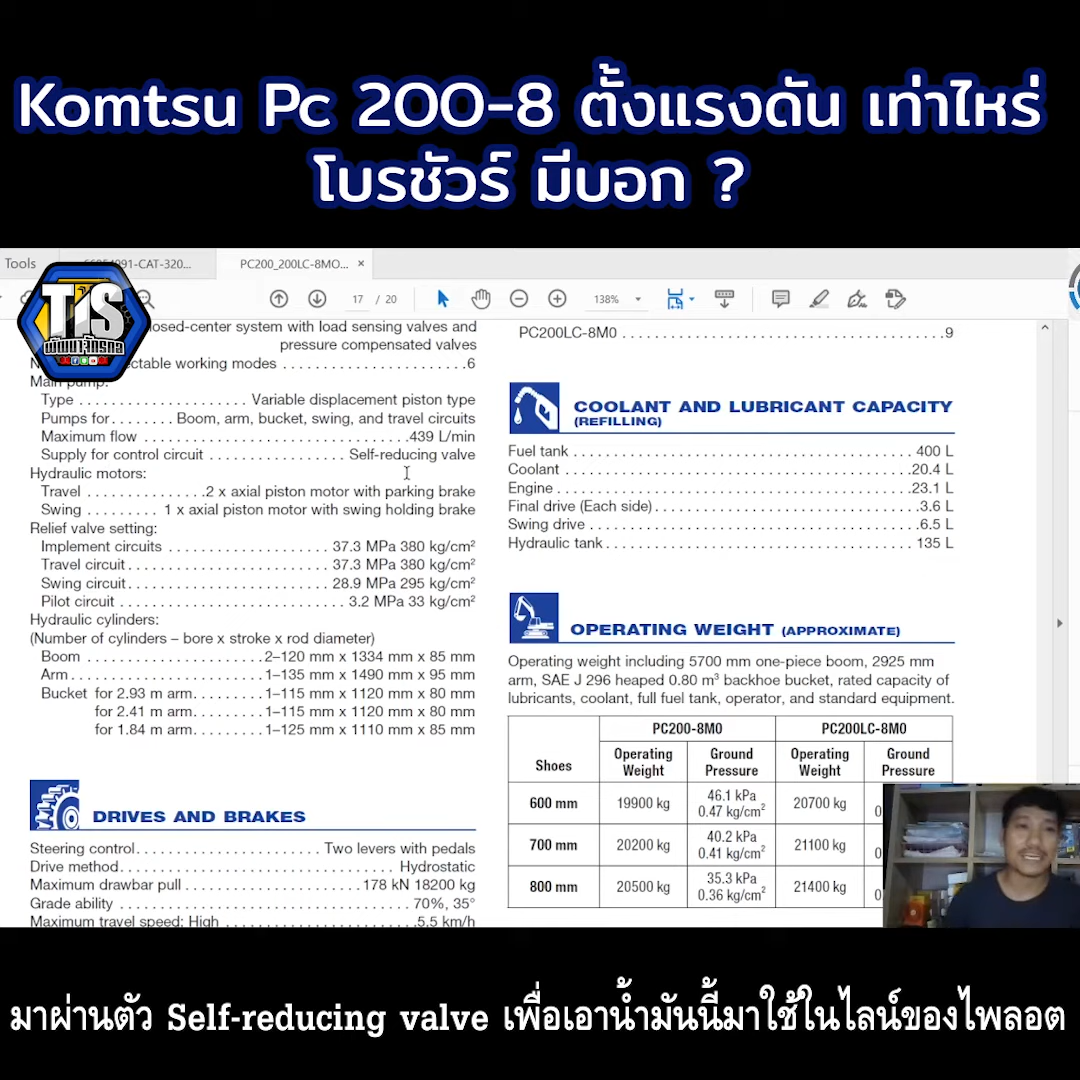 Komtsu Pc 200-8 ตั้งแรงดัน เท่าไหร่
โบรชัวร์ มีบอก ?
Tools
PC200_200LC-8MO... ×
17 / 20
138%
TIS
closed-center system with load sensing valves and
pressure compensated valves
selectable working modes . . . . . . . . . . . . . . . . . . . . . . .6
Main pump:
Type . . . . . . . . . . . . . . . . . . . . . Variable displacement piston type
Pumps for . . . . . . . . Boom, arm, bucket, swing, and travel circuits
Maximum flow . . . . . . . . . . . . . . . . . . . . . . . . . . . . . . . . . .439 L/min
Supply for control circuit . . . . . . . . . . . . . . . . . Self-reducing valve
Hydraulic motors:
Travel . . . . . . . . . . . . . . .2 x axial piston motor with parking brake
Swing . . . . . . . . . 1 x axial piston motor with swing holding brake
Relief valve setting:
Implement circuits . . . . . . . . . . . . . . . . . . . . 37.3 MPa 380 kg/cm²
Travel circuit . . . . . . . . . . . . . . . . . . . . . . . . . 37.3 MPa 380 kg/cm²
Swing circuit . . . . . . . . . . . . . . . . . . . . . . . . . 28.9 MPa 295 kg/cm²
Pilot circuit . . . . . . . . . . . . . . . . . . . . . . . . . . . . 3.2 MPa 33 kg/cm²
Hydraulic cylinders:
(Number of cylinders – bore x stroke x rod diameter)
Boom . . . . . . . . . . . . . . . . . . . . . .2–120 mm x 1334 mm x 85 mm
Arm . . . . . . . . . . . . . . . . . . . . . . . .1–135 mm x 1490 mm x 95 mm
Bucket for 2.93 m arm. . . . . . . . .1–115 mm x 1120 mm x 80 mm
for 2.41 m arm. . . . . . . . .1–115 mm x 1120 mm x 80 mm
for 1.84 m arm. . . . . . . . .1–125 mm x 1110 mm x 85 mm
DRIVES AND BRAKES
Steering control . . . . . . . . . . . . . . . . . . . . . . . . Two levers with pedals
Drive method . . . . . . . . . . . . . . . . . . . . . . . . . . . . . . . . . . . Hydrostatic
Maximum drawbar pull . . . . . . . . . . . . . . . . . . . . . . .178 kN 18200 kg
Grade ability . . . . . . . . . . . . . . . . . . . . . . . . . . . . . . . . . . . . . 70%, 35°
Maximum travel speed: High . . . . . . . . . . . . . . . . . . . . . . . . .5.5 km/h
PC200LC-8M0 . . . . . . . . . . . . . . . . . . . . . . . . . . . . . . . . . . . . . . . . .9
COOLANT AND LUBRICANT CAPACITY
(REFILLING)
Fuel tank . . . . . . . . . . . . . . . . . . . . . . . . . . . . . . . . . . . . . . . . . . . 400 L
Coolant . . . . . . . . . . . . . . . . . . . . . . . . . . . . . . . . . . . . . . . . . . . .20.4 L
Engine . . . . . . . . . . . . . . . . . . . . . . . . . . . . . . . . . . . . . . . . . . . . .23.1 L
Final drive (Each side) . . . . . . . . . . . . . . . . . . . . . . . . . . . . . . . . . .3.6 L
Swing drive . . . . . . . . . . . . . . . . . . . . . . . . . . . . . . . . . . . . . . . . . .6.5 L
Hydraulic tank . . . . . . . . . . . . . . . . . . . . . . . . . . . . . . . . . . . . . . . 135 L
OPERATING WEIGHT (APPROXIMATE)
Operating weight including 5700 mm one-piece boom, 2925 mm
arm, SAE J 296 heaped 0.80 m³ backhoe bucket, rated capacity of
lubricants, coolant, full fuel tank, operator, and standard equipment.
PC200-8M0 PC200LC-8M0
Shoes Operating Weight Ground Pressure Operating Weight Ground Pressure
600 mm 19900 kg 46.1 kPa 0.47 kg/cm² 20700 kg
700 mm 20200 kg 40.2 kPa 0.41 kg/cm² 21100 kg
800 mm 20500 kg 35.3 kPa 0.36 kg/cm² 21400 kg
มาผ่านตัว Self-reducing valve เพื่อเอาน้ำมันนี้มาใช้ในไลน์ของไพลอต